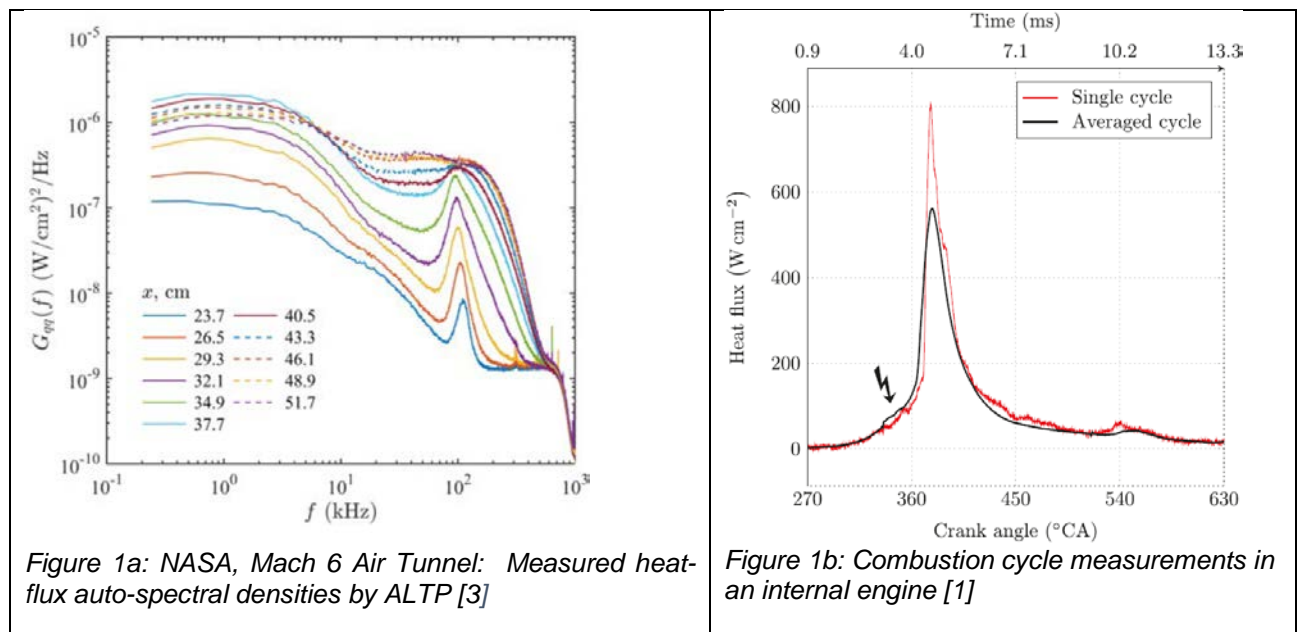 10^-5
10^-6
10^-7
10^-8
10^-9
10^-10
G_qq(f) (W/cm^2)^2/Hz
x, cm
23.7 40.5
26.5 43.3
29.3 46.1
32.1 48.9
34.9 51.7
37.7
10^-1 10^0 10^1 10^2 10^3
f (kHz)
Figure 1a: NASA, Mach 6 Air Tunnel: Measured heat-
flux auto-spectral densities by ALTP [3]
Time (ms)
0.9 4.0 7.1 10.2 13.3
Single cycle
Averaged cycle
800
600
400
200
0
Heat flux (W cm^-2)
270 360 450 540 630
Crank angle (°CA)
Figure 1b: Combustion cycle measurements in
an internal engine [1]